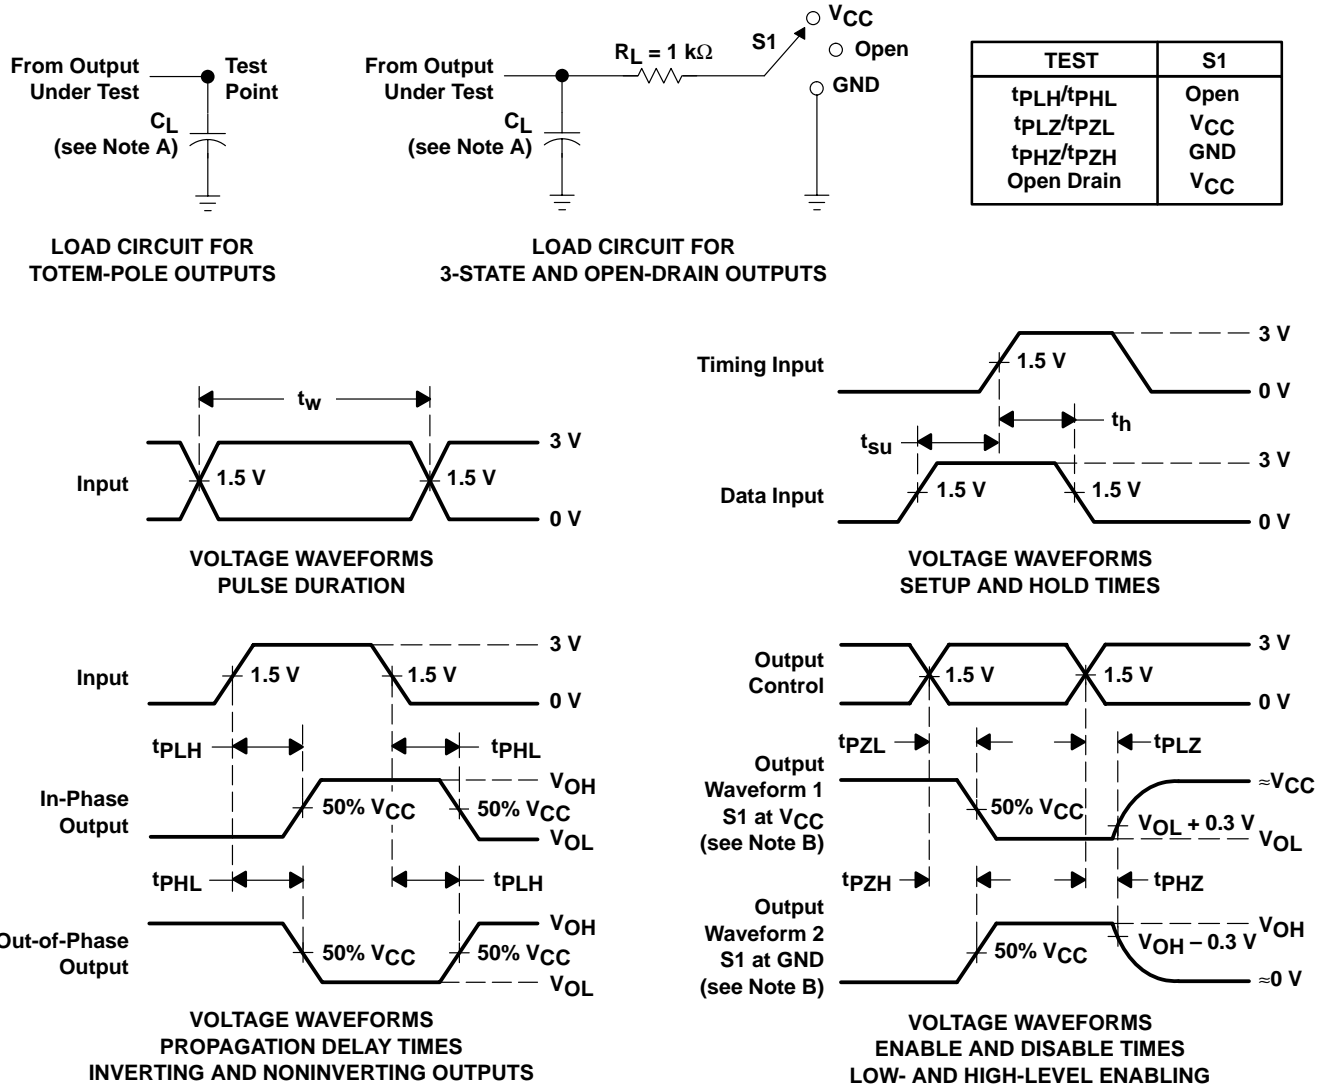 From Output
Under Test
Test
Point
CL
(see Note A)
LOAD CIRCUIT FOR
TOTEM-POLE OUTPUTS
From Output
Under Test
RL = 1 kΩ
S1
VCC
Open
GND
CL
(see Note A)
LOAD CIRCUIT FOR
3-STATE AND OPEN-DRAIN OUTPUTS
TEST S1
tPLH/tPHL Open
tPLZ/tPZL VCC
tPHZ/tPZH GND
Open Drain VCC
tw
Input
1.5 V
1.5 V
3 V
0 V
VOLTAGE WAVEFORMS
PULSE DURATION
Timing Input
1.5 V
3 V
0 V
tsu
th
Data Input
1.5 V
1.5 V
3 V
0 V
VOLTAGE WAVEFORMS
SETUP AND HOLD TIMES
Input
1.5 V
1.5 V
3 V
0 V
tPLH
tPHL
In-Phase
Output
50% VCC
50% VCC
VOH
VOL
tPHL
tPLH
Out-of-Phase
Output
50% VCC
50% VCC
VOH
VOL
VOLTAGE WAVEFORMS
PROPAGATION DELAY TIMES
INVERTING AND NONINVERTING OUTPUTS
Output
Control
1.5 V
1.5 V
3 V
0 V
tPZL
tPLZ
Output
Waveform 1
S1 at VCC
(see Note B)
50% VCC
VOL + 0.3 V
≈VCC
VOL
tPZH
tPHZ
Output
Waveform 2
S1 at GND
(see Note B)
50% VCC
VOH − 0.3 V
VOH
≈0 V
VOLTAGE WAVEFORMS
ENABLE AND DISABLE TIMES
LOW- AND HIGH-LEVEL ENABLING